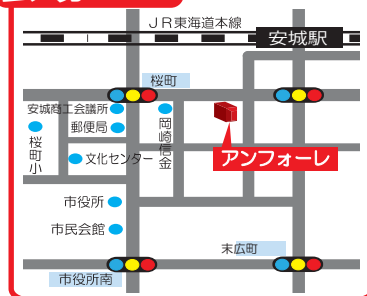 JR東海道本線
安城駅
桜町
安城商工会議所
郵便局
岡崎信金
桜町小
文化センター
アンフォーレ
市役所
市民会館
末広町
市役所南